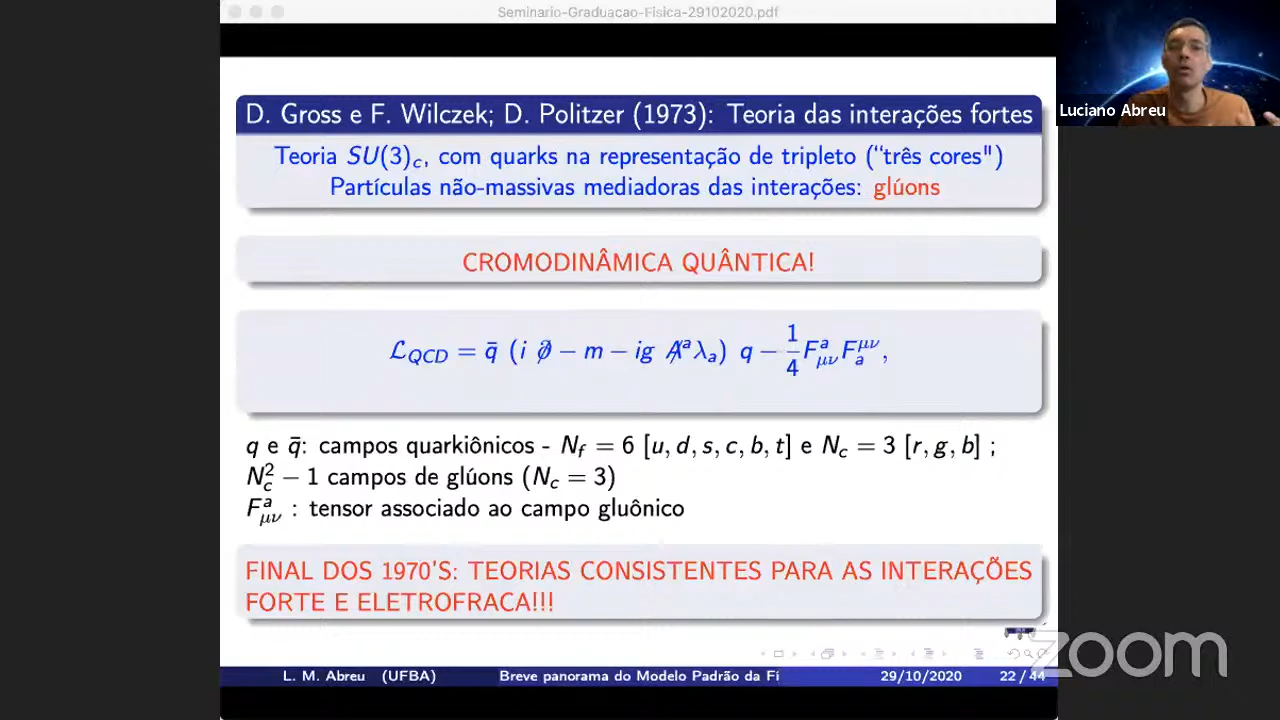 Seminario-Graduacao-Fisica-29102020.pdf
Luciano Abreu
D. Gross e F. Wilczek; D. Politzer (1973): Teoria das interações fortes
Teoria SU(3)c, com quarks na representação de tripleto ("três cores")
Partículas não-massivas mediadoras das interações: glúons
CROMODINÂMICA QUÂNTICA!
ℒQCD = q̄ (i ∂̸ − m − ig A̸ᵃλₐ) q − 1/4 Fᵃμν Fₐμν,
q e q̄: campos quarkiônicos - Nf = 6 [u, d, s, c, b, t] e Nc = 3 [r, g, b] ;
Nc² − 1 campos de glúons (Nc = 3)
Fᵃμν : tensor associado ao campo gluônico
FINAL DOS 1970'S: TEORIAS CONSISTENTES PARA AS INTERAÇÕES
FORTE E ELETROFRACA!!!
zoom
L. M. Abreu (UFBA) Breve panorama do Modelo Padrão da Fí 29/10/2020 22 / 44